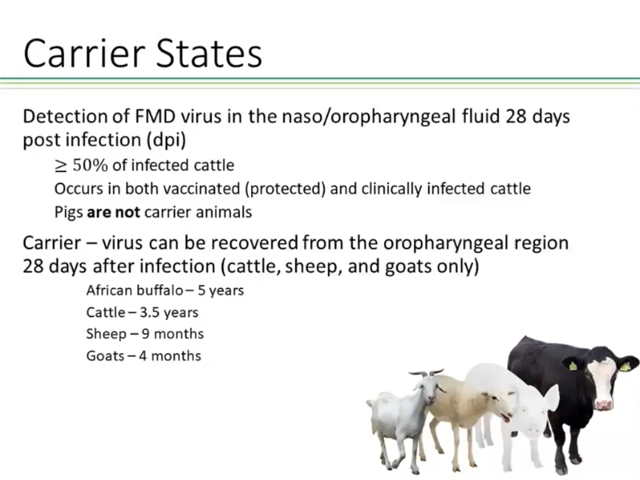 Carrier States
Detection of FMD virus in the naso/oropharyngeal fluid 28 days
post infection (dpi)
≥ 50% of infected cattle
Occurs in both vaccinated (protected) and clinically infected cattle
Pigs are not carrier animals
Carrier – virus can be recovered from the oropharyngeal region
28 days after infection (cattle, sheep, and goats only)
African buffalo – 5 years
Cattle – 3.5 years
Sheep – 9 months
Goats – 4 months